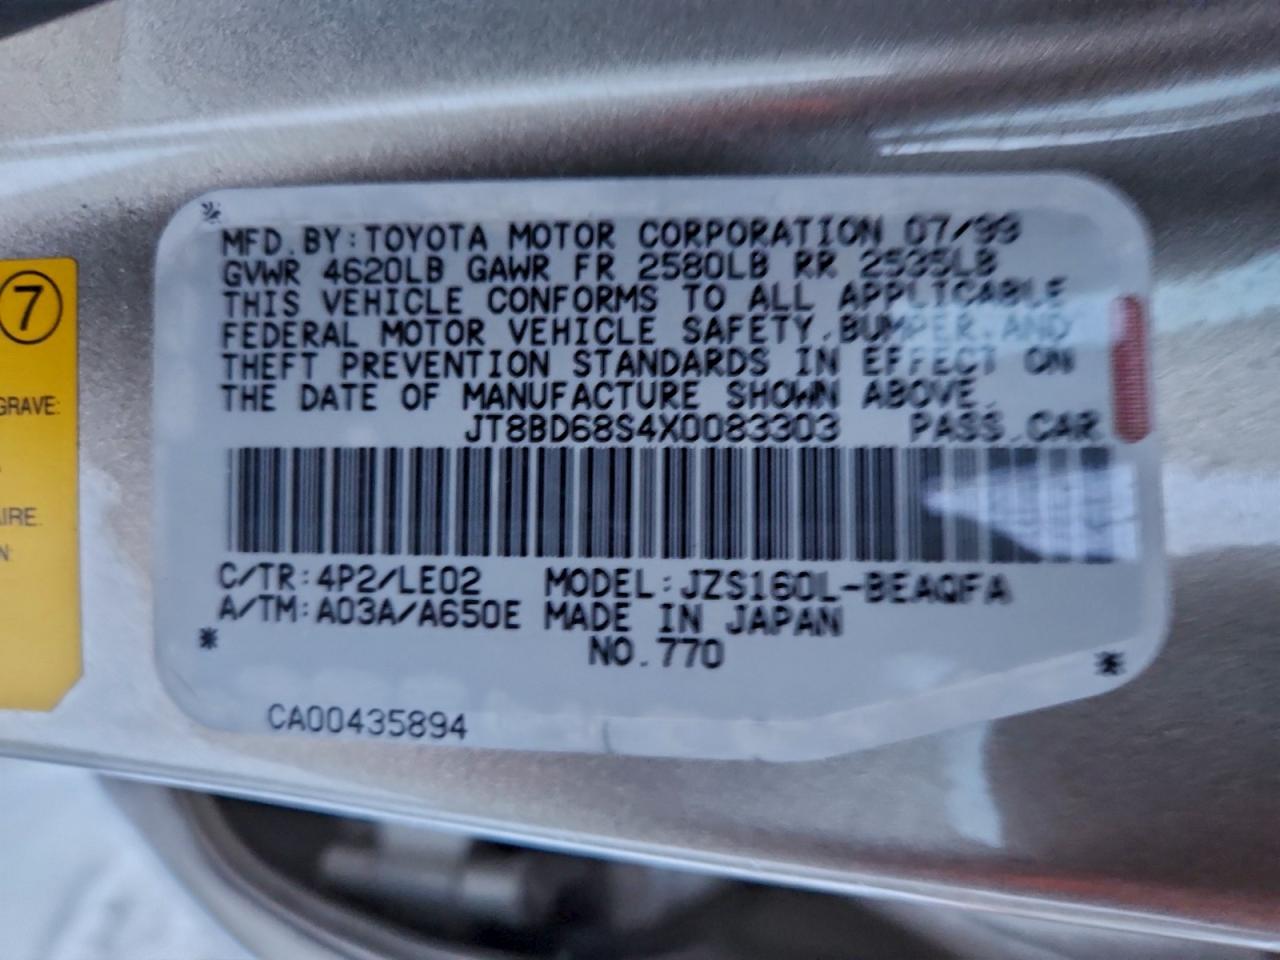 7
GRAVE:
AIRE.
N:
MFD. BY: TOYOTA MOTOR CORPORATION 07/99
GVWR 4620LB GAWR FR 2580LB RR 2535LB
THIS VEHICLE CONFORMS TO ALL APPLICABLE
FEDERAL MOTOR VEHICLE SAFETY, BUMPER, AND
THEFT PREVENTION STANDARDS IN EFFECT ON
THE DATE OF MANUFACTURE SHOWN ABOVE.
JT8BD68S4X0083303 PASS. CAR
C/TR: 4P2/LE02 MODEL: JZS160L-BEAQFA
A/TM: A03A/A650E MADE IN JAPAN
NO. 770
CA00435894